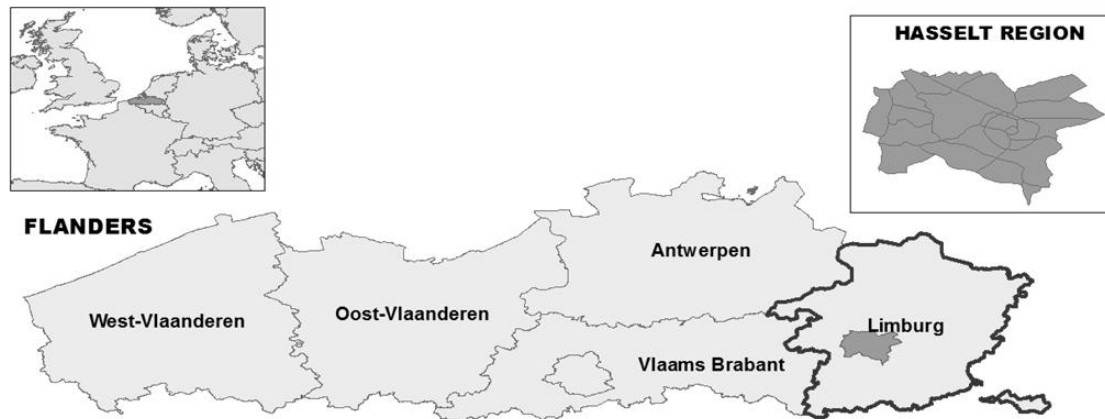 HASSELT REGION
FLANDERS
Antwerpen
West-Vlaanderen
Oost-Vlaanderen
Limburg
Vlaams Brabant